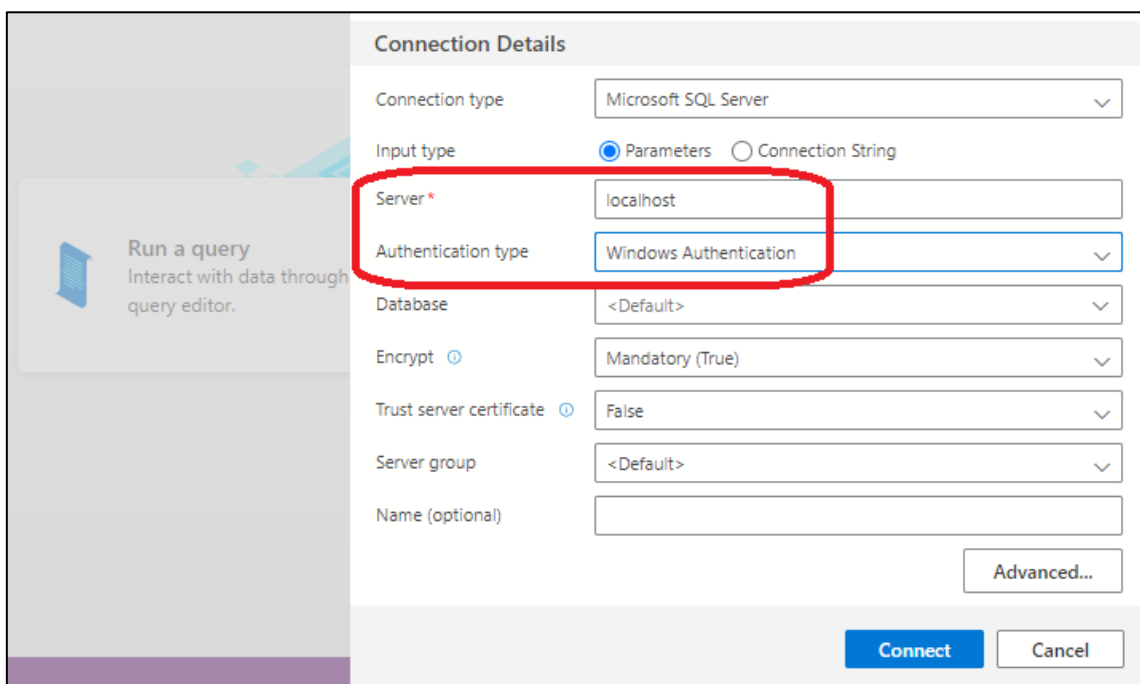 Connection Details
Connection type Microsoft SQL Server
Input type Parameters Connection String
Server* localhost
Authentication type Windows Authentication
Run a query
Interact with data through
query editor.
Database <Default>
Encrypt Mandatory (True)
Trust server certificate False
Server group <Default>
Name (optional)
Advanced...
Connect Cancel